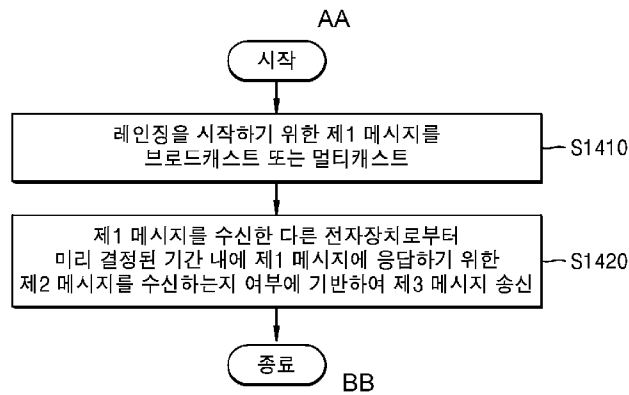 AA
시작
레인징을 시작하기 위한 제1 메시지를
브로드캐스트 또는 멀티캐스트
S1410
제1 메시지를 수신한 다른 전자장치로부터
미리 결정된 기간 내에 제1 메시지에 응답하기 위한
제2 메시지를 수신하는지 여부에 기반하여 제3 메시지 송신
S1420
종료
BB